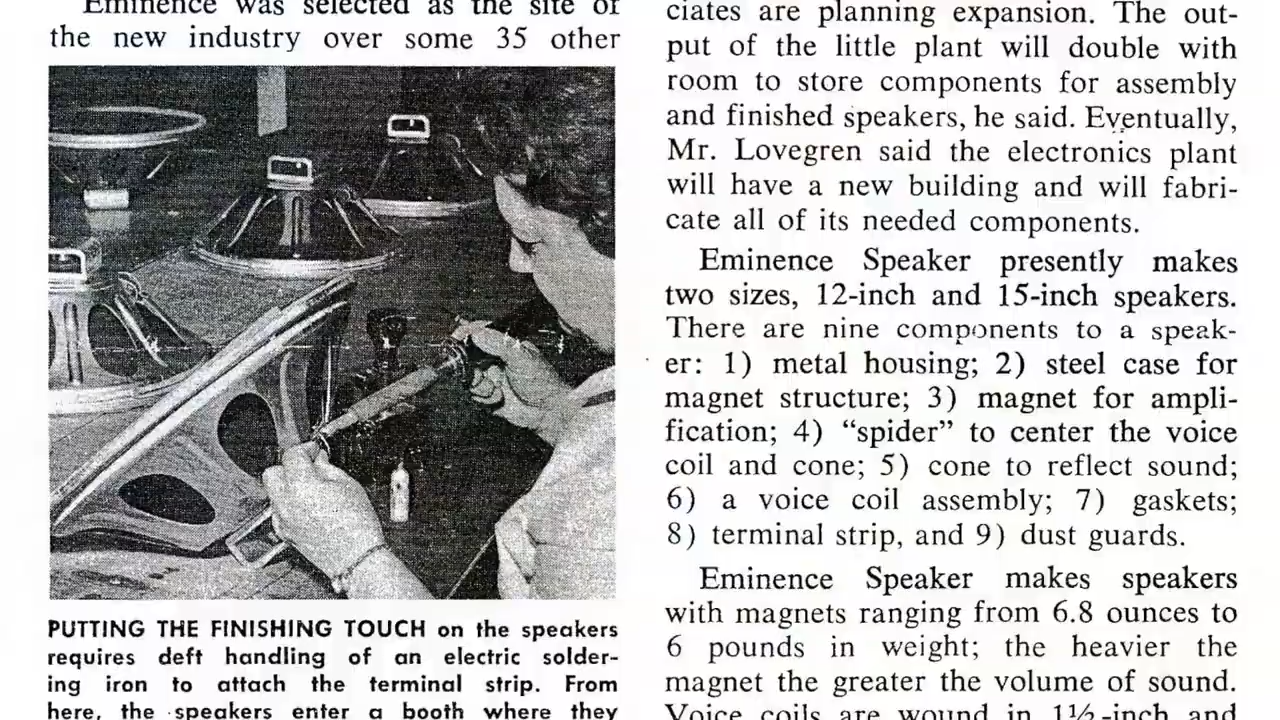 Eminence was selected as the site of
the new industry over some 35 other
PUTTING THE FINISHING TOUCH on the speakers
requires deft handling of an electric solder-
ing iron to attach the terminal strip. From
here, the speakers enter a booth where they
ciates are planning expansion. The out-
put of the little plant will double with
room to store components for assembly
and finished speakers, he said. Eventually,
Mr. Lovegren said the electronics plant
will have a new building and will fabri-
cate all of its needed components.
Eminence Speaker presently makes
two sizes, 12-inch and 15-inch speakers.
There are nine components to a speak-
er: 1) metal housing; 2) steel case for
magnet structure; 3) magnet for ampli-
fication; 4) “spider” to center the voice
coil and cone; 5) cone to reflect sound;
6) a voice coil assembly; 7) gaskets;
8) terminal strip, and 9) dust guards.
Eminence Speaker makes speakers
with magnets ranging from 6.8 ounces to
6 pounds in weight; the heavier the
magnet the greater the volume of sound.
Voice coils are wound in 1½-inch and